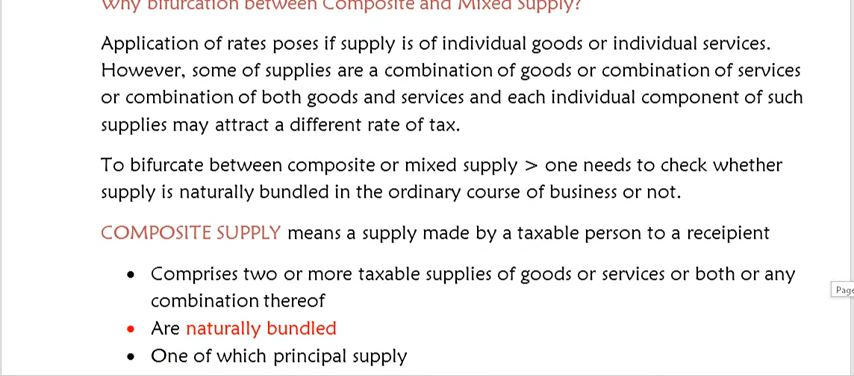 Why bifurcation between Composite and Mixed Supply?
Application of rates poses if supply is of individual goods or individual services.
However, some of supplies are a combination of goods or combination of services
or combination of both goods and services and each individual component of such
supplies may attract a different rate of tax.
To bifurcate between composite or mixed supply > one needs to check whether
supply is naturally bundled in the ordinary course of business or not.
COMPOSITE SUPPLY means a supply made by a taxable person to a receipient
• Comprises two or more taxable supplies of goods or services or both or any
combination thereof
• Are naturally bundled
• One of which principal supply
Page